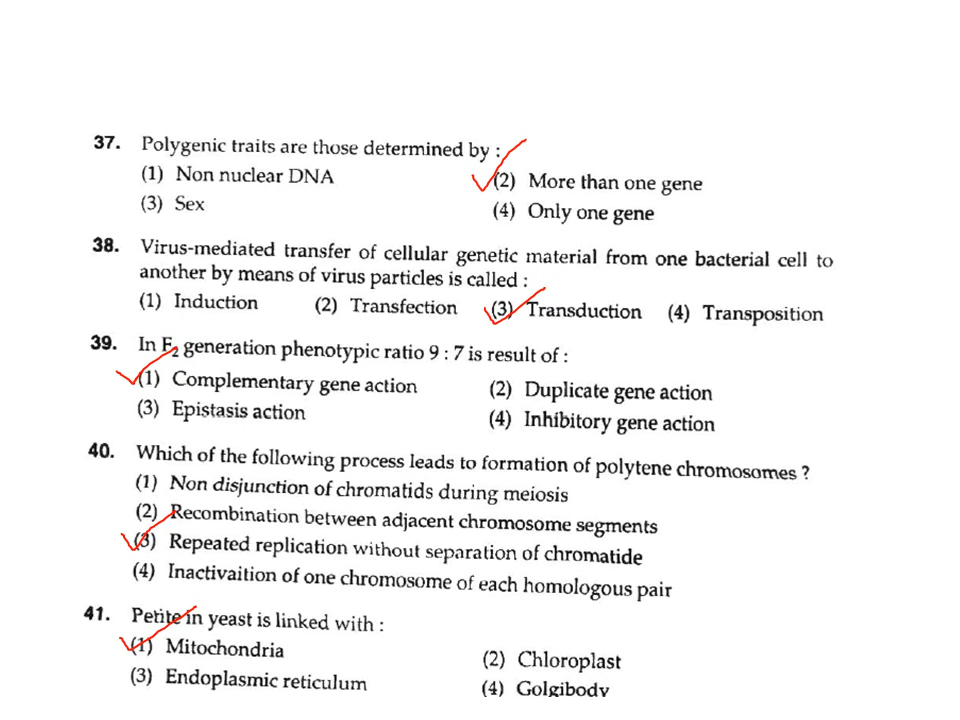 37. Polygenic traits are those determined by :
(1) Non nuclear DNA (2) More than one gene
(3) Sex (4) Only one gene
38. Virus-mediated transfer of cellular genetic material from one bacterial cell to
another by means of virus particles is called :
(1) Induction (2) Transfection (3) Transduction (4) Transposition
39. In F2 generation phenotypic ratio 9 : 7 is result of :
(1) Complementary gene action (2) Duplicate gene action
(3) Epistasis action (4) Inhibitory gene action
40. Which of the following process leads to formation of polytene chromosomes ?
(1) Non disjunction of chromatids during meiosis
(2) Recombination between adjacent chromosome segments
(3) Repeated replication without separation of chromatide
(4) Inactivaition of one chromosome of each homologous pair
41. Petite in yeast is linked with :
(1) Mitochondria (2) Chloroplast
(3) Endoplasmic reticulum (4) Golgibody